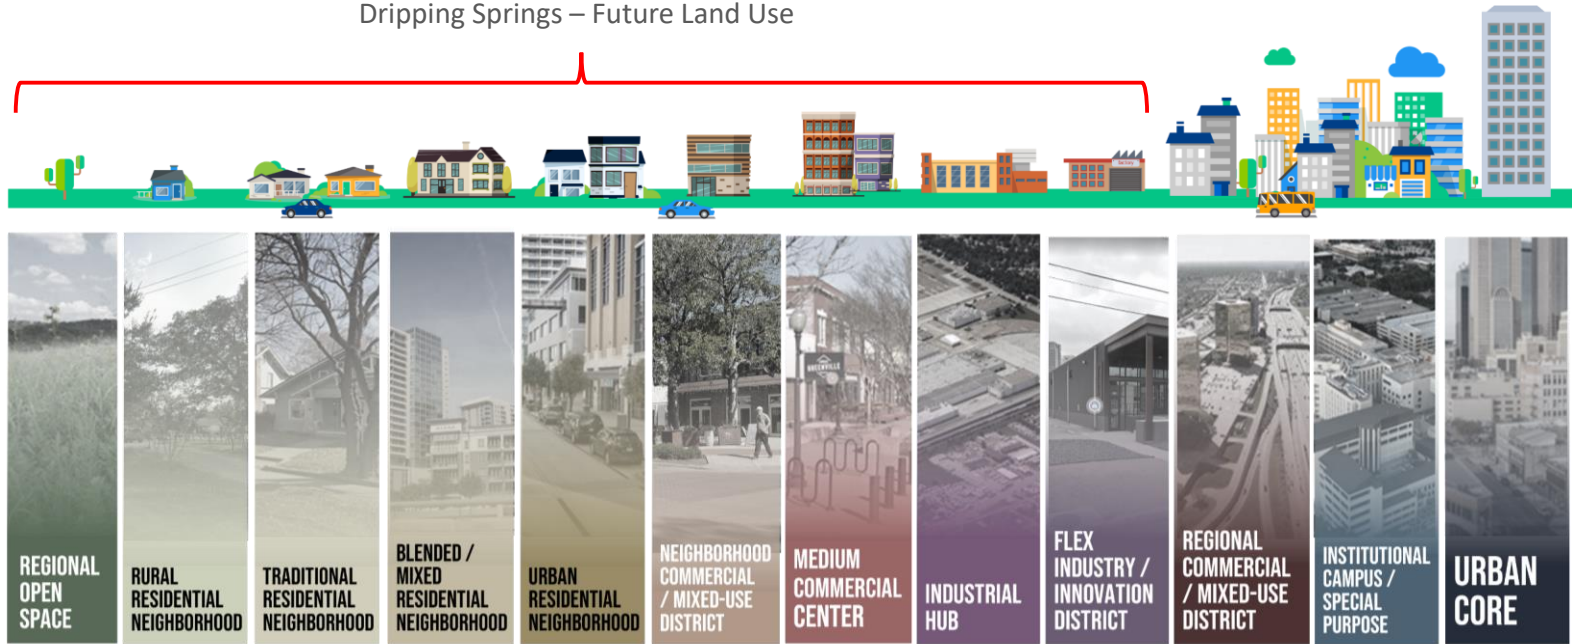 Dripping Springs – Future Land Use
REGIONAL
OPEN
SPACE
RURAL
RESIDENTIAL
NEIGHBORHOOD
TRADITIONAL
RESIDENTIAL
NEIGHBORHOOD
BLENDED /
MIXED
RESIDENTIAL
NEIGHBORHOOD
URBAN
RESIDENTIAL
NEIGHBORHOOD
NEIGHBORHOOD
COMMERCIAL
/ MIXED-USE
DISTRICT
GREENVILLE
MEDIUM
COMMERCIAL
CENTER
INDUSTRIAL
HUB
FLEX
INDUSTRY /
INNOVATION
DISTRICT
REGIONAL
COMMERCIAL
/ MIXED-USE
DISTRICT
INSTITUTIONAL
CAMPUS /
SPECIAL
PURPOSE
URBAN
CORE